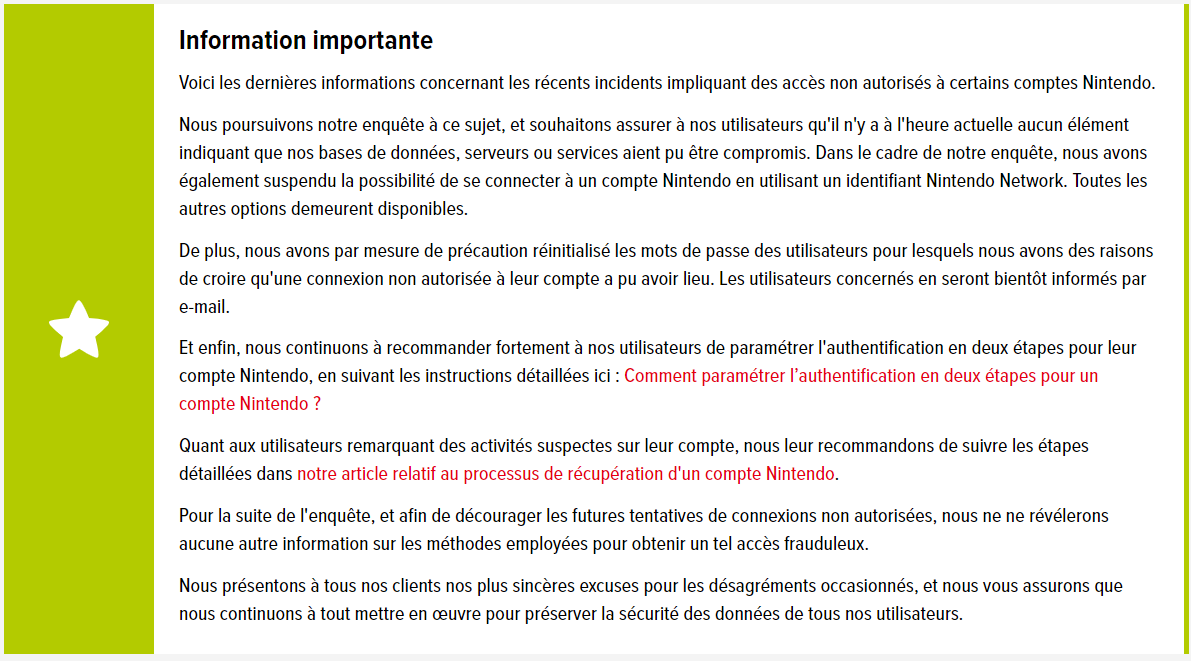 Information importante
Voici les dernières informations concernant les récents incidents impliquant des accès non autorisés à certains comptes Nintendo.
Nous poursuivons notre enquête à ce sujet, et souhaitons assurer à nos utilisateurs qu'il n'y a à l'heure actuelle aucun élément
indiquant que nos bases de données, serveurs ou services aient pu être compromis. Dans le cadre de notre enquête, nous avons
également suspendu la possibilité de se connecter à un compte Nintendo en utilisant un identifiant Nintendo Network. Toutes les
autres options demeurent disponibles.
De plus, nous avons par mesure de précaution réinitialisé les mots de passe des utilisateurs pour lesquels nous avons des raisons
de croire qu'une connexion non autorisée à leur compte a pu avoir lieu. Les utilisateurs concernés en seront bientôt informés par
e-mail.
Et enfin, nous continuons à recommander fortement à nos utilisateurs de paramétrer l'authentification en deux étapes pour leur
compte Nintendo, en suivant les instructions détaillées ici : Comment paramétrer l’authentification en deux étapes pour un
compte Nintendo ?
Quant aux utilisateurs remarquant des activités suspectes sur leur compte, nous leur recommandons de suivre les étapes
détaillées dans notre article relatif au processus de récupération d'un compte Nintendo.
Pour la suite de l'enquête, et afin de décourager les futures tentatives de connexions non autorisées, nous ne ne révélerons
aucune autre information sur les méthodes employées pour obtenir un tel accès frauduleux.
Nous présentons à tous nos clients nos plus sincères excuses pour les désagréments occasionnés, et nous vous assurons que
nous continuons à tout mettre en œuvre pour préserver la sécurité des données de tous nos utilisateurs.